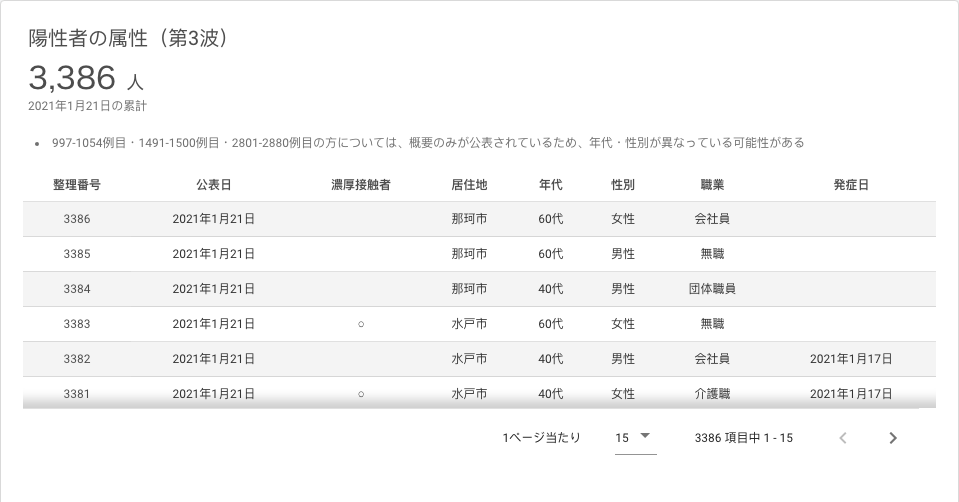 陽性者の属性（第3波）
3,386 人
2021年1月21日の累計
• 997-1054例目・1491-1500例目・2801-2880例目の方については、概要のみが公表されているため、年代・性別が異なっている可能性がある
整理番号 公表日 濃厚接触者 居住地 年代 性別 職業 発症日
3386 2021年1月21日 那珂市 60代 女性 会社員
3385 2021年1月21日 那珂市 60代 男性 無職
3384 2021年1月21日 那珂市 40代 男性 団体職員
3383 2021年1月21日 ○ 水戸市 60代 女性 無職
3382 2021年1月21日 水戸市 40代 男性 会社員 2021年1月17日
3381 2021年1月21日 ○ 水戸市 40代 女性 介護職 2021年1月17日
1ページ当たり 15 3386 項目中 1 - 15